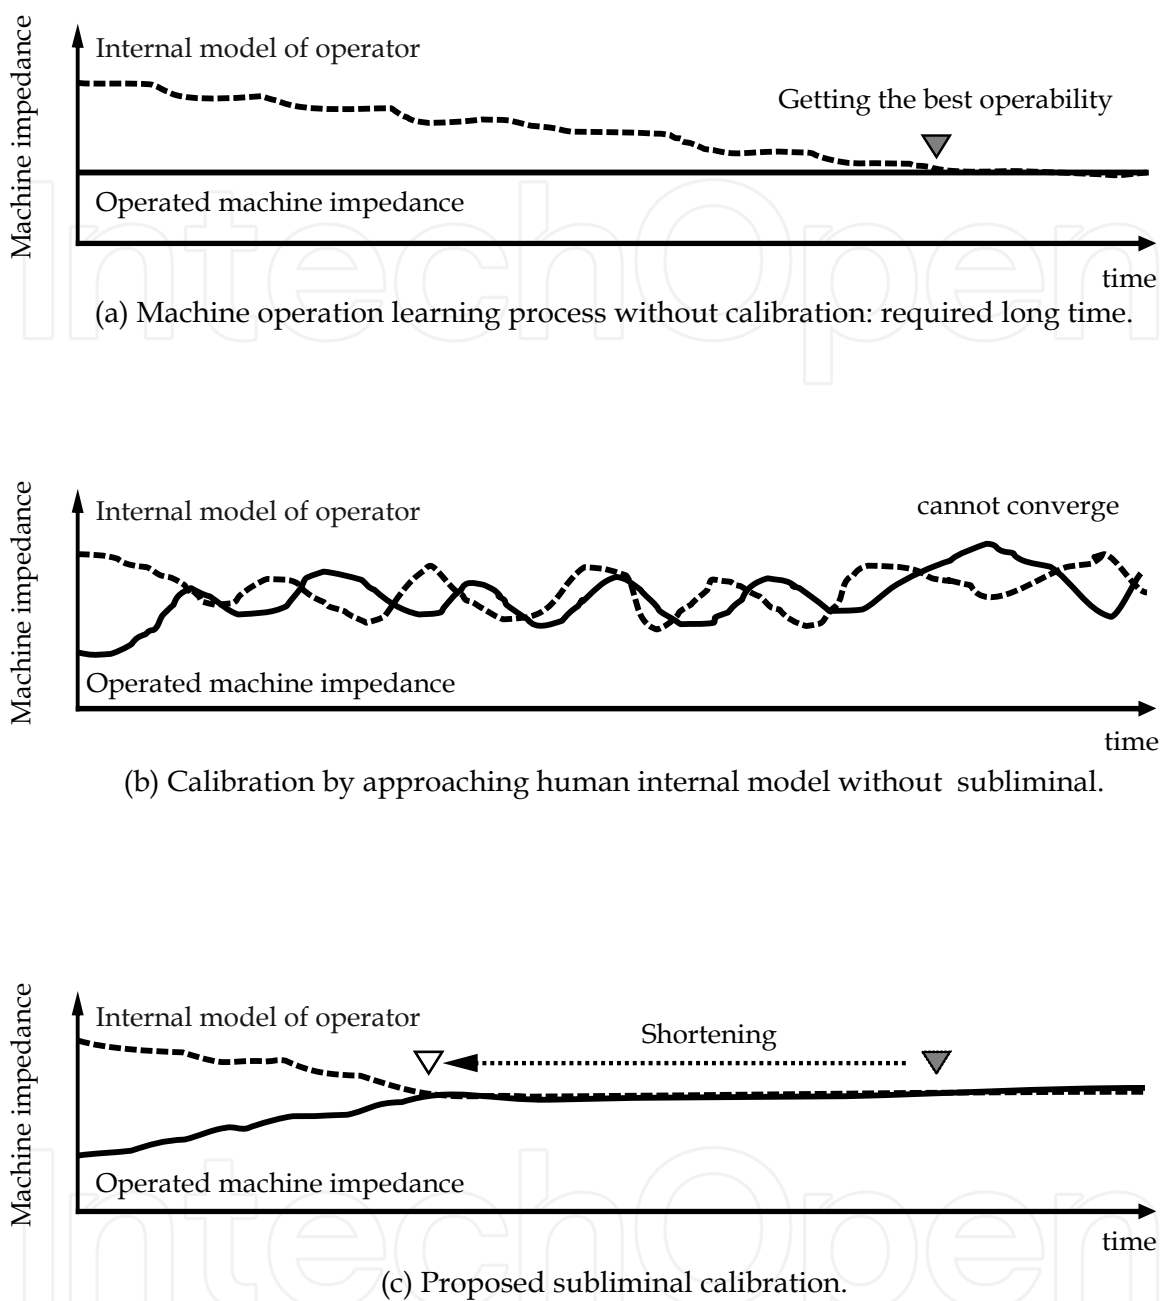 Machine impedance
Internal model of operator
Getting the best operability
Operated machine impedance
time
(a) Machine operation learning process without calibration: required long time.
IntechOpen
Machine impedance
Internal model of operator
cannot converge
Operated machine impedance
time
(b) Calibration by approaching human internal model without subliminal.
Machine impedance
Internal model of operator
Shortening
Operated machine impedance
time
(c) Proposed subliminal calibration.
IntechOpen